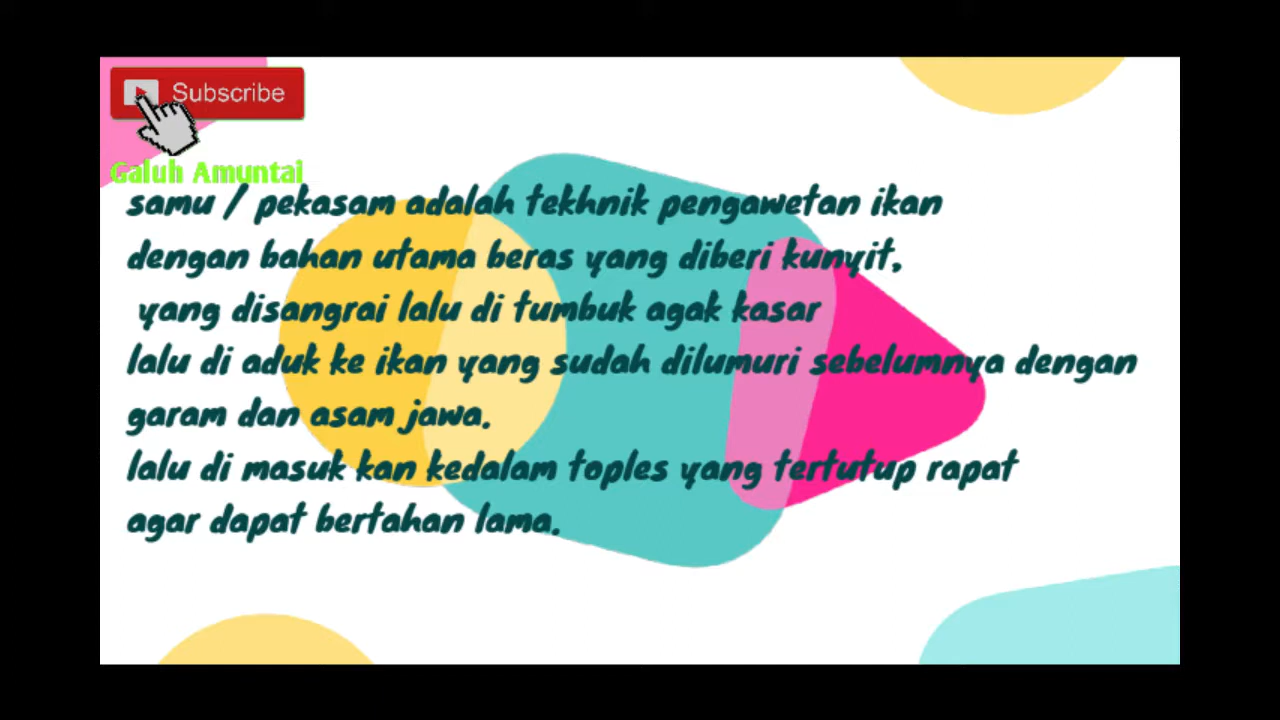 Subscribe
Galuh Amuntai
samu / pekasam adalah tekhnik pengawetan ikan
dengan bahan utama beras yang diberi kunyit,
yang disangrai lalu di tumbuk agak kasar
lalu di aduk ke ikan yang sudah dilumuri sebelumnya dengan
garam dan asam jawa.
lalu di masuk kan kedalam toples yang tertutup rapat
agar dapat bertahan lama.